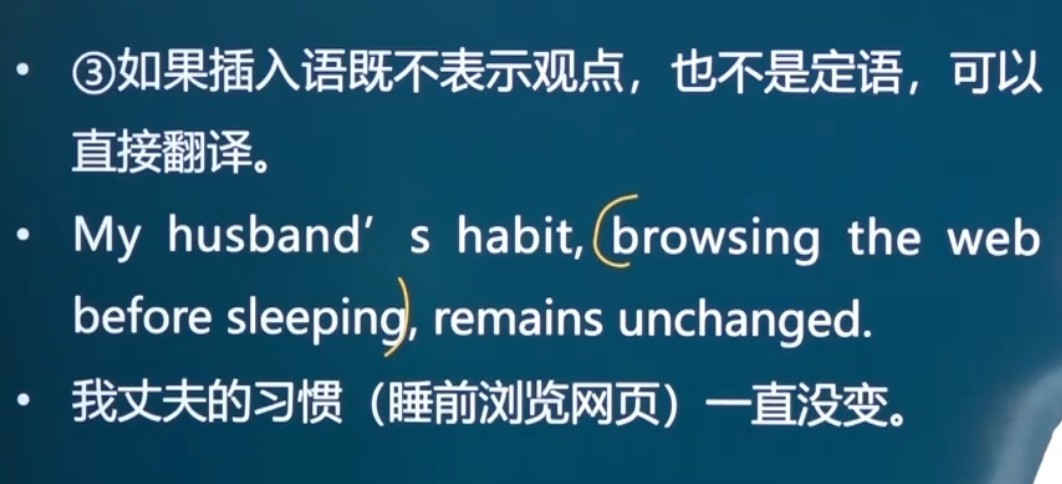 • ③如果插入语既不表示观点，也不是定语，可以
直接翻译。
• My husband’s habit, browsing the web
before sleeping, remains unchanged.
• 我丈夫的习惯（睡前浏览网页）一直没变。